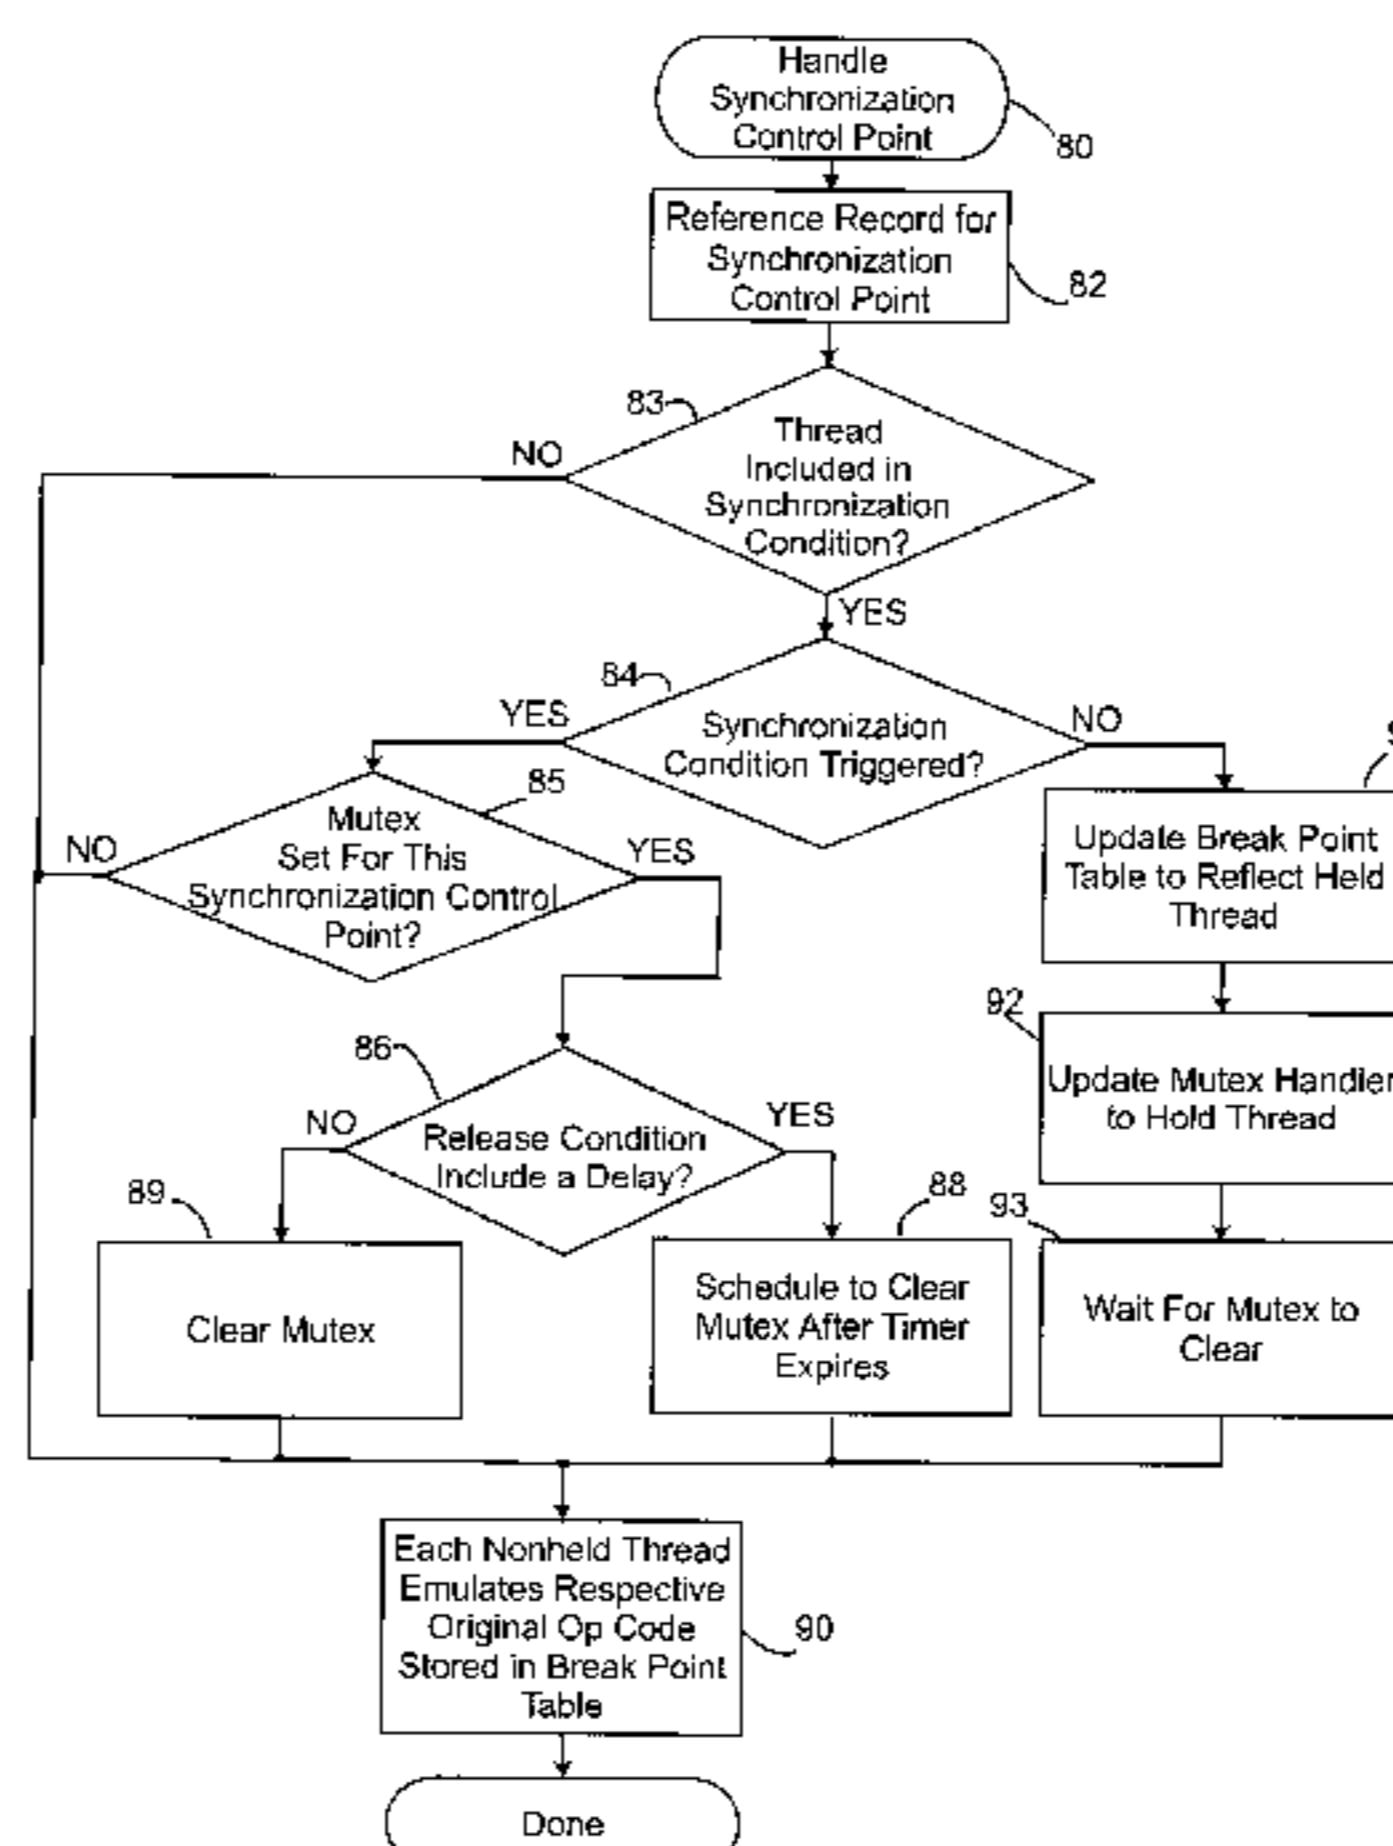 Handle
Synchronization
Control Point
80
Reference Record for
Synchronization
Control Point
82
83
NO
Thread
Included in
Synchronization
Condition?
YES
84
YES
Synchronization
Condition Triggered?
NO
85
Mutex
Set For This
Synchronization Control
Point?
NO
YES
Update Break Point
Table to Reflect Held
Thread
92
Update Mutex Handler
to Hold Thread
86
NO
Release Condition
Include a Delay?
YES
89
Clear Mutex
88
Schedule to Clear
Mutex After Timer
Expires
93
Wait For Mutex to
Clear
Each Nonheld Thread
Emulates Respective
Original Op Code
Stored in Break Point
Table
90
Done